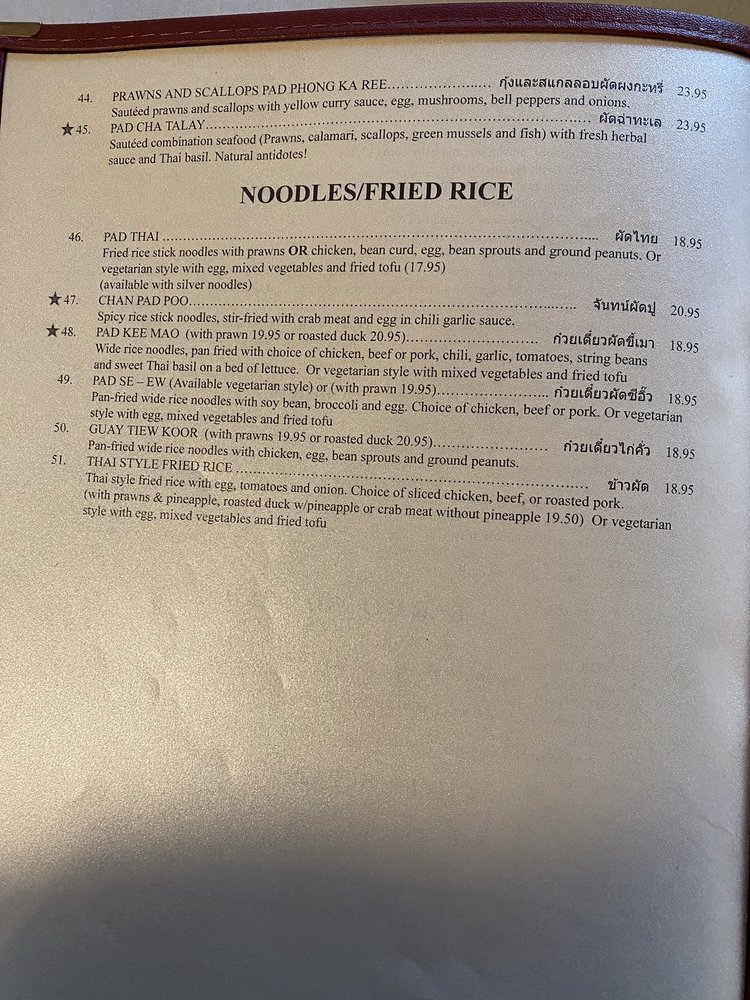 44. PRAWNS AND SCALLOPS PAD PHONG KA REE........................ กุ้งและสแกลลอบผัดผงกะหรี่ 23.95
Sautéed prawns and scallops with yellow curry sauce, egg, mushrooms, bell peppers and onions.
★45. PAD CHA TALAY........................................................................ ผัดฉ่าทะเล 23.95
Sautéed combination seafood (Prawns, calamari, scallops, green mussels and fish) with fresh herbal
sauce and Thai basil. Natural antidotes!
NOODLES/FRIED RICE
46. PAD THAI ................................................................................ ผัดไทย 18.95
Fried rice stick noodles with prawns OR chicken, bean curd, egg, bean sprouts and ground peanuts. Or
vegetarian style with egg, mixed vegetables and fried tofu (17.95)
(available with silver noodles)
★47. CHAN PAD POO........................................................................ จันทน์ผัดปู 20.95
Spicy rice stick noodles, stir-fried with crab meat and egg in chili garlic sauce.
★48. PAD KEE MAO (with prawn 19.95 or roasted duck 20.95)........................... ก๋วยเตี๋ยวผัดขี้เมา 18.95
Wide rice noodles, pan fried with choice of chicken, beef or pork, chili, garlic, tomatoes, string beans
and sweet Thai basil on a bed of lettuce. Or vegetarian style with mixed vegetables and fried tofu
49. PAD SE – EW (Available vegetarian style) or (with prawn 19.95)...................... ก๋วยเตี๋ยวผัดซีอิ๊ว 18.95
Pan-fried wide rice noodles with soy bean, broccoli and egg. Choice of chicken, beef or pork. Or vegetarian
style with egg, mixed vegetables and fried tofu
50. GUAY TIEW KOOR (with prawns 19.95 or roasted duck 20.95)......................... ก๋วยเตี๋ยวไก่คั่ว 18.95
Pan-fried wide rice noodles with chicken, egg, bean sprouts and ground peanuts.
51. THAI STYLE FRIED RICE ................................................................ ข้าวผัด 18.95
Thai style fried rice with egg, tomatoes and onion. Choice of sliced chicken, beef, or roasted pork.
(with prawns & pineapple, roasted duck w/pineapple or crab meat without pineapple 19.50) Or vegetarian
style with egg, mixed vegetables and fried tofu